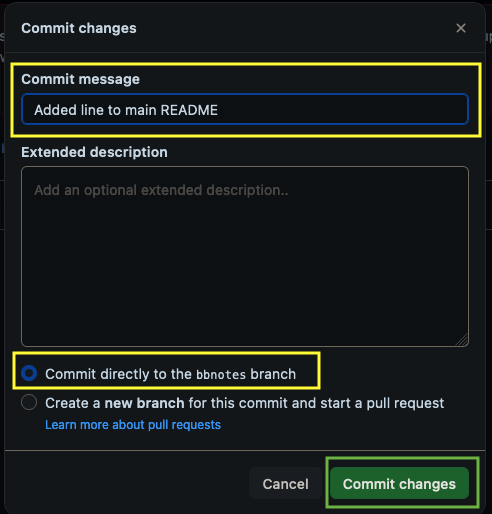 Commit changes
Commit message
Added line to main README
Extended description
Add an optional extended description..
Commit directly to the bbnotes branch
Create a new branch for this commit and start a pull request
Learn more about pull requests
Cancel
Commit changes